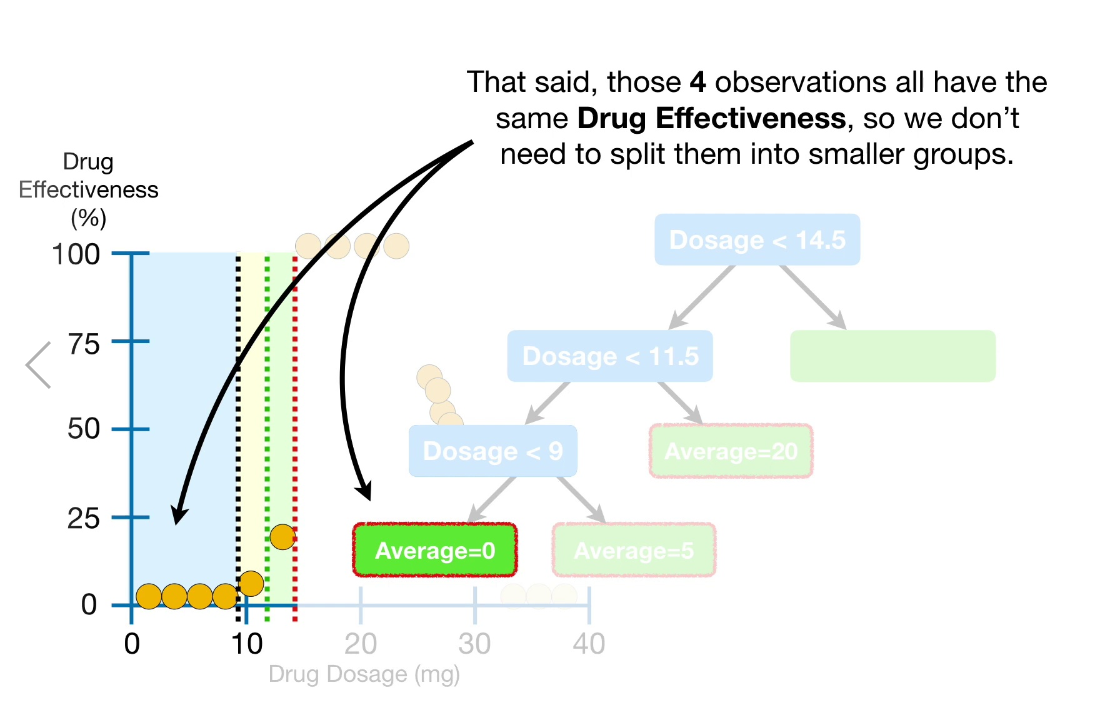 That said, those 4 observations all have the
same Drug Effectiveness, so we don't
need to split them into smaller groups.
Drug
Effectiveness
(%)
100
75
50
25
0
0
10
20
30
40
Drug Dosage (mg)
Dosage < 14.5
Dosage < 11.5
Dosage < 9
Average=20
Average=0
Average=5